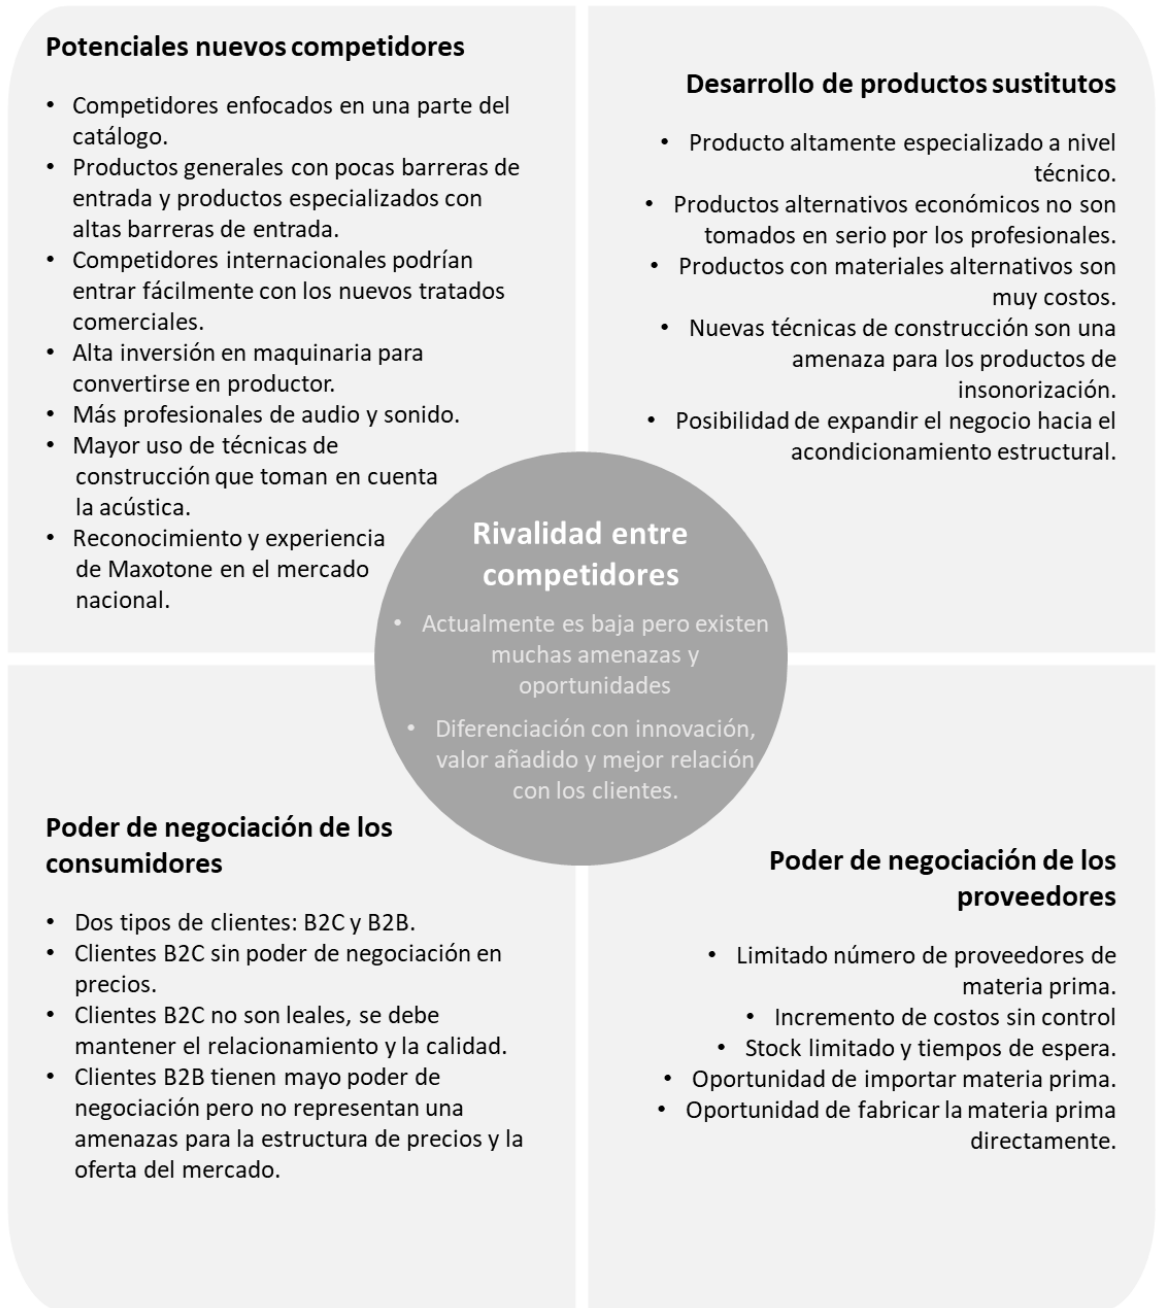 Potenciales nuevos competidores
• Competidores enfocados en una parte del
catálogo.
• Productos generales con pocas barreras de
entrada y productos especializados con
altas barreras de entrada.
• Competidores internacionales podrían
entrar fácilmente con los nuevos tratados
comerciales.
• Alta inversión en maquinaria para
convertirse en productor.
• Más profesionales de audio y sonido.
• Mayor uso de técnicas de
construcción que toman en cuenta
la acústica.
• Reconocimiento y experiencia
de Maxotone en el mercado
nacional.
Desarrollo de productos sustitutos
• Producto altamente especializado a nivel
técnico.
• Productos alternativos económicos no son
tomados en serio por los profesionales.
• Productos con materiales alternativos son
muy costos.
• Nuevas técnicas de construcción son una
amenaza para los productos de
insonorización.
• Posibilidad de expandir el negocio hacia el
acondicionamiento estructural.
Rivalidad entre
competidores
• Actualmente es baja pero existen
muchas amenazas y
oportunidades
• Diferenciación con innovación,
valor añadido y mejor relación
con los clientes.
Poder de negociación de los
consumidores
• Dos tipos de clientes: B2C y B2B.
• Clientes B2C sin poder de negociación en
precios.
• Clientes B2C no son leales, se debe
mantener el relacionamiento y la calidad.
• Clientes B2B tienen mayo poder de
negociación pero no representan una
amenazas para la estructura de precios y la
oferta del mercado.
Poder de negociación de los
proveedores
• Limitado número de proveedores de
materia prima.
• Incremento de costos sin control
• Stock limitado y tiempos de espera.
• Oportunidad de importar materia prima.
• Oportunidad de fabricar la materia prima
directamente.